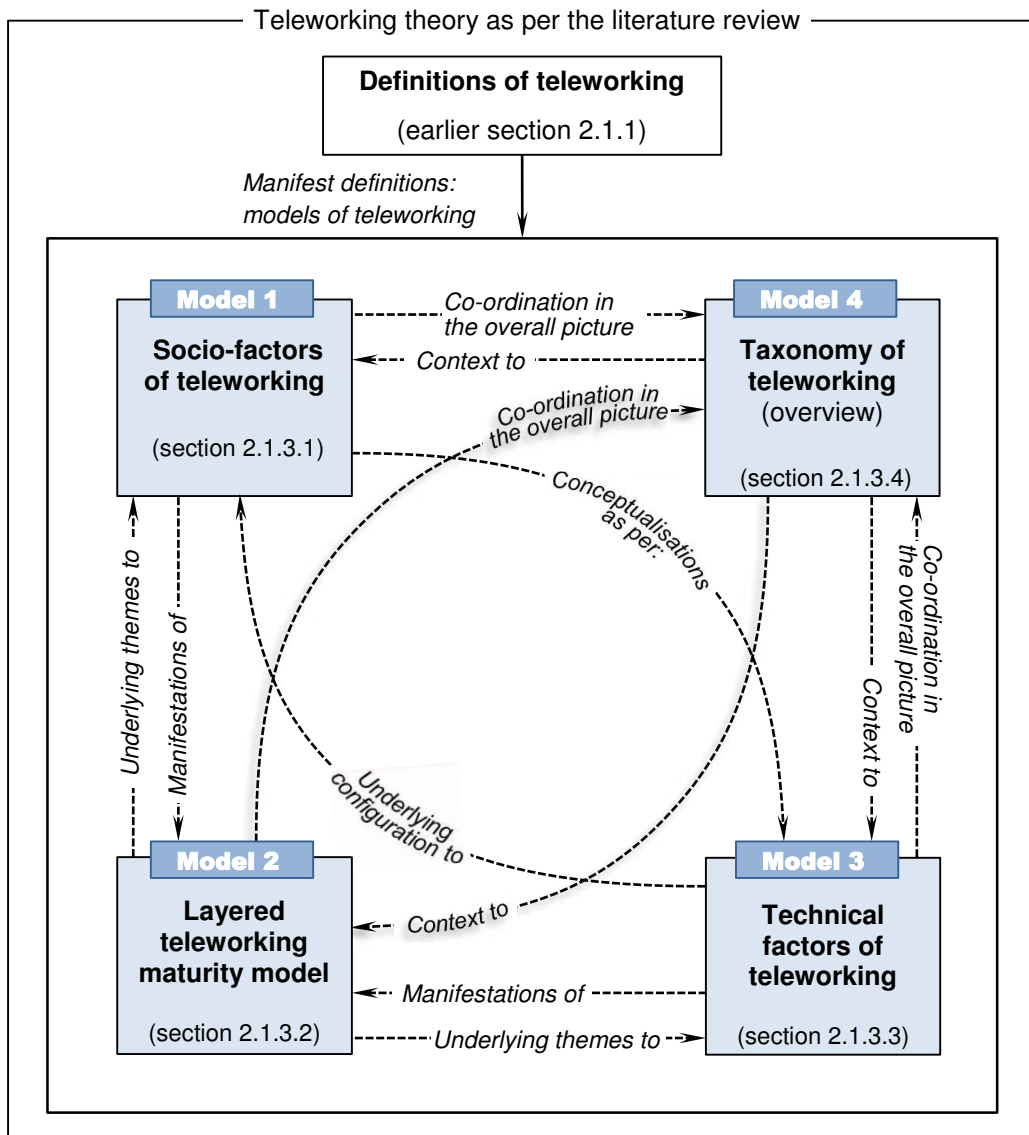 Teleworking theory as per the literature review
Definitions of teleworking
(earlier section 2.1.1)
Manifest definitions:
models of teleworking
Model 1
Socio-factors
of teleworking
(section 2.1.3.1)
Co-ordination in
the overall picture
Context to
Model 4
Taxonomy of
teleworking
(overview)
(section 2.1.3.4)
Co-ordination in
the overall picture
Conceptualisations
as per:
Underlying themes to
Manifestations of
Context to
Co-ordination in
the overall picture
Underlying
configuration to
Model 2
Layered
teleworking
maturity model
(section 2.1.3.2)
Context to
Manifestations of
Underlying themes to
Model 3
Technical
factors of
teleworking
(section 2.1.3.3)